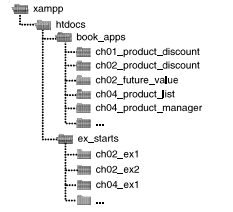 xampp
htdocs
book_apps
ch01_product_discount
ch02_product_discount
ch02_future_value
ch04_product_list
ch04_product_manager
...
ex_starts
ch02_ex1
ch02_ex2
ch04_ex1
...